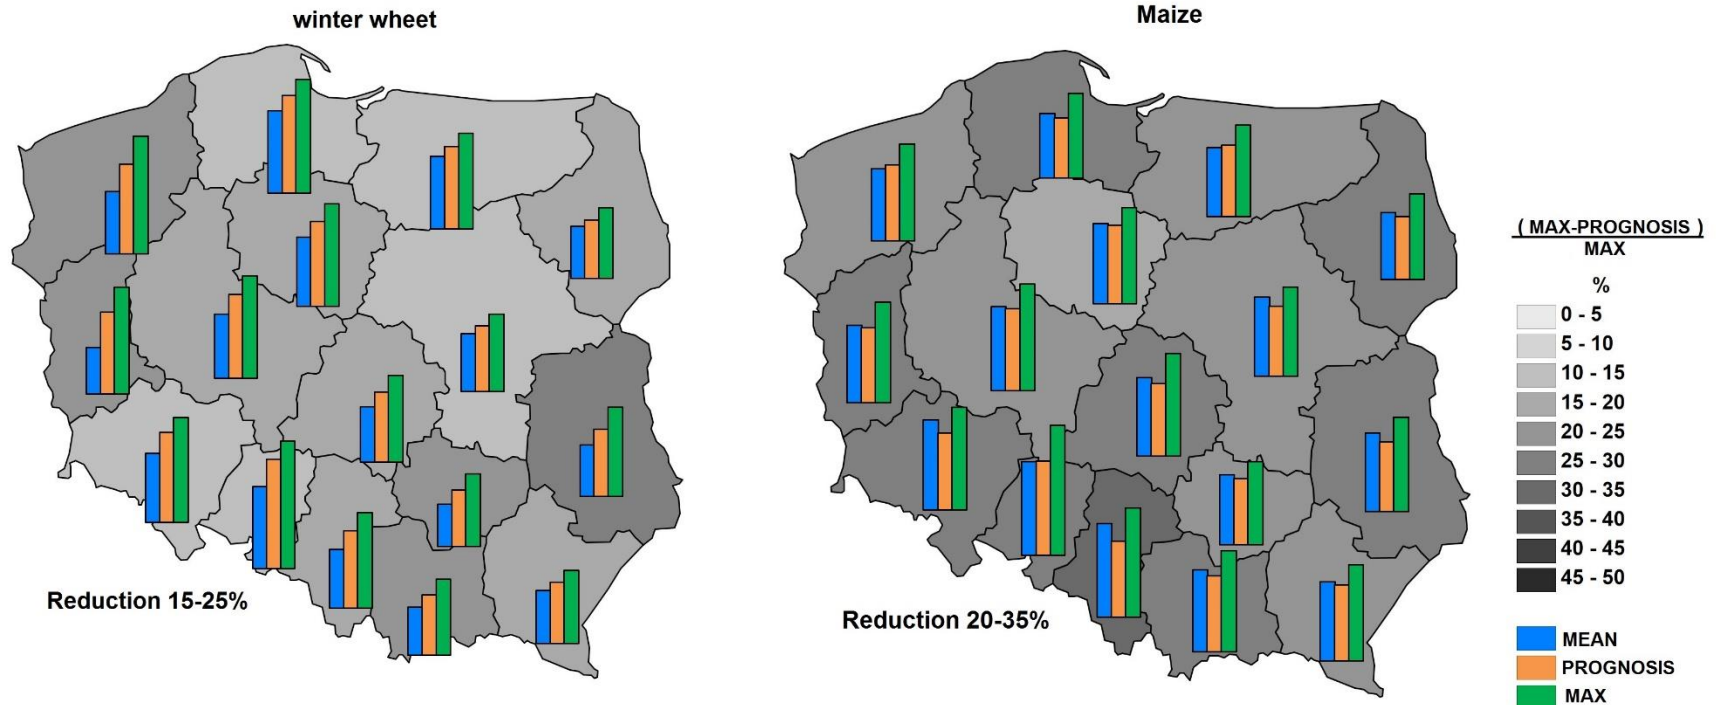 winter wheet
Maize
( MAX-PROGNOSIS )
MAX
%
0 - 5
5 - 10
10 - 15
15 - 20
20 - 25
25 - 30
30 - 35
35 - 40
40 - 45
45 - 50
Reduction 15-25%
Reduction 20-35%
MEAN
PROGNOSIS
MAX